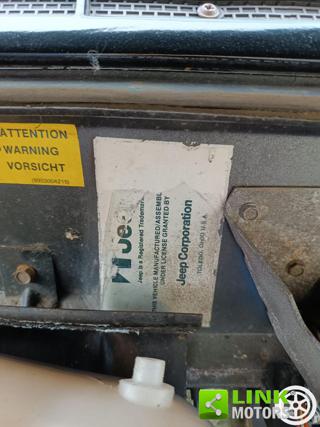 ATTENTION
WARNING
VORSICHT
Jeep
Jeep is a Registered Trademark
THIS VEHICLE MANUFACTURED/ASSEMBL
UNDER LICENSE GRANTED BY
Jeep Corporation
TOLEDO, OHIO U.S.A.
LINK
MOTORS